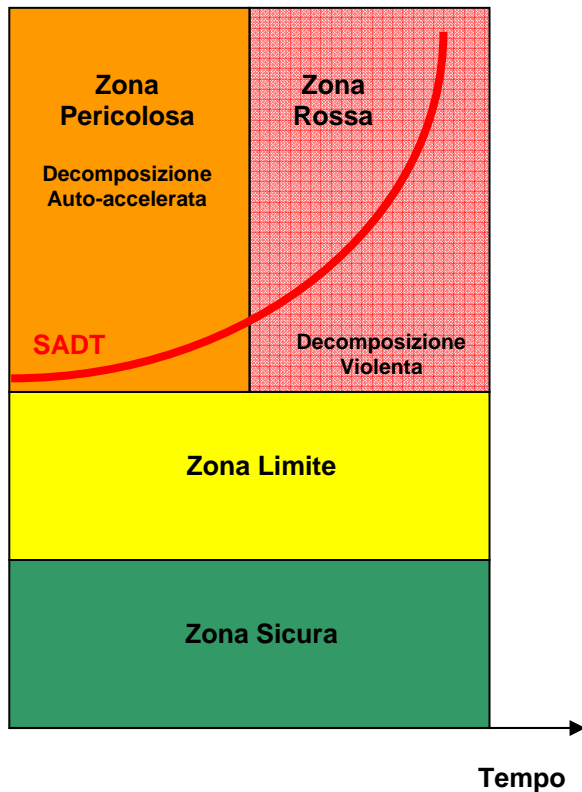 Zona
Pericolosa
Decomposizione
Auto-accelerata
Zona
Rossa
SADT
Decomposizione
Violenta
Zona Limite
Zona Sicura
Tempo